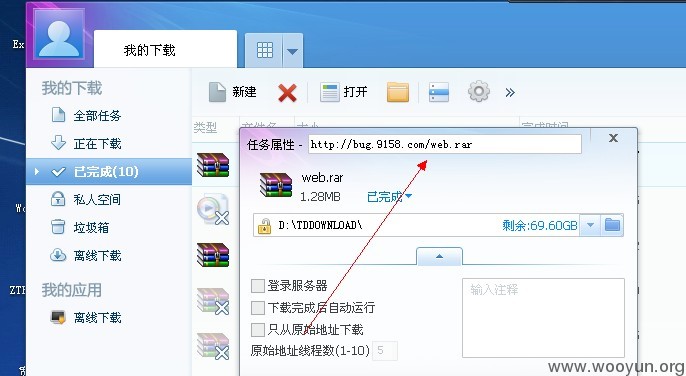 我的下载
Ex
我的下载
全部任务
正在下载
已完成(10)
私人空间
垃圾箱
离线下载
我的应用
离线下载
ZTE
新建
打开
»
类型 文件名 大小 完成时间
任务属性 - http://bug.9158.com/web.rar
x
web.rar
1.28MB 已完成
D:\TDDOWNLOAD\ 剩余:69.60GB
登录服务器
下载完成后自动运行
只从原始地址下载
原始地址线程数(1-10) 5
输入注释
www.wooyun.org